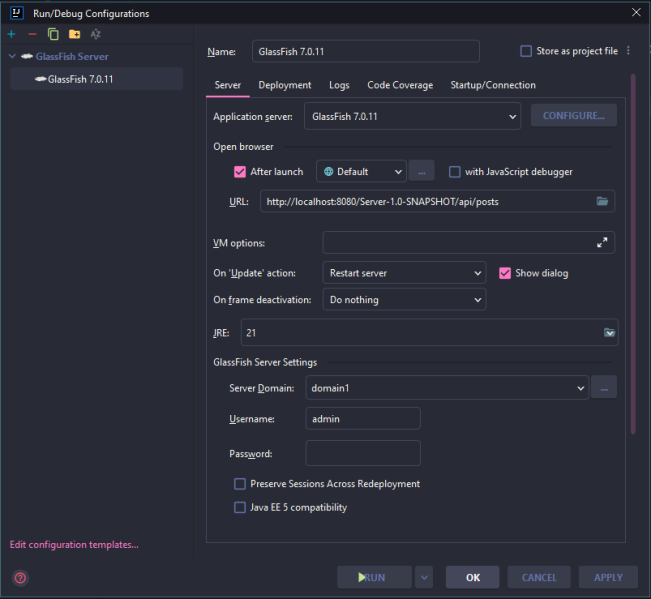 Run/Debug Configurations
GlassFish Server
GlassFish 7.0.11
Name: GlassFish 7.0.11 Store as project file
Server Deployment Logs Code Coverage Startup/Connection
Application server: GlassFish 7.0.11 CONFIGURE...
Open browser
After launch Default ... with JavaScript debugger
URL: http://localhost:8080/Server-1.0-SNAPSHOT/api/posts
VM options:
On 'Update' action: Restart server Show dialog
On frame deactivation: Do nothing
JRE: 21
GlassFish Server Settings
Server Domain: domain1 ...
Username: admin
Password:
Preserve Sessions Across Redeployment
Java EE 5 compatibility
Edit configuration templates...
? RUN OK CANCEL APPLY